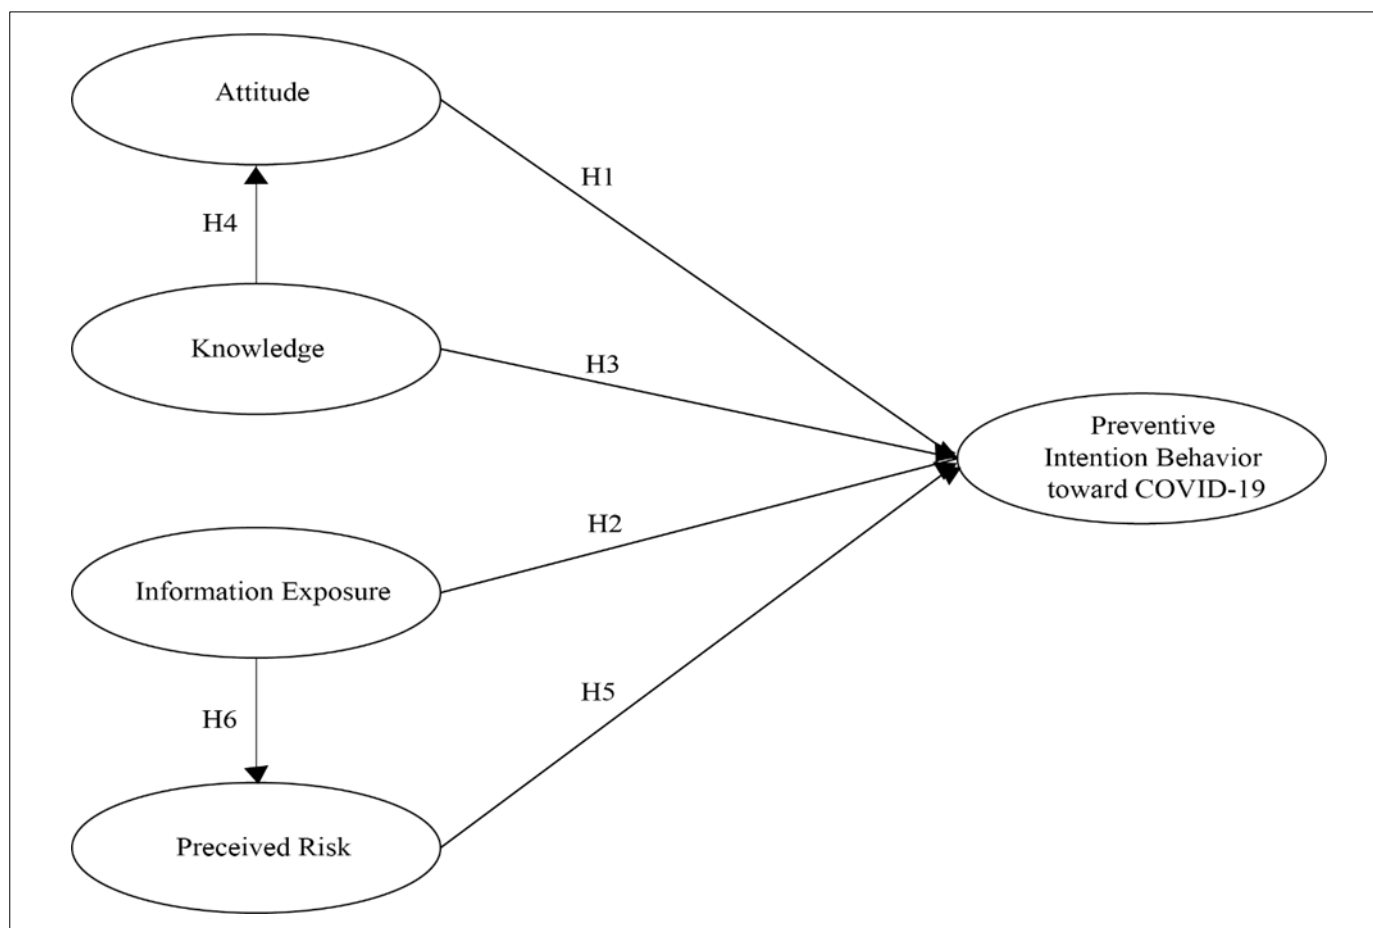 Attitude
H1
H4
Knowledge
H3
Preventive
Intention Behavior
toward COVID-19
H2
Information Exposure
H5
H6
Preceived Risk